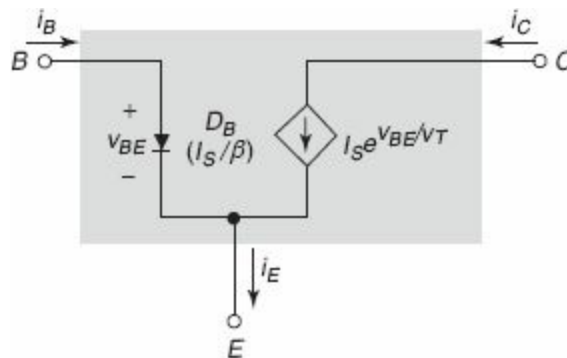 i_B
i_C
B
C
+
v_BE
−
D_B
(I_S/β)
I_S e^{v_BE/v_T}
i_E
E